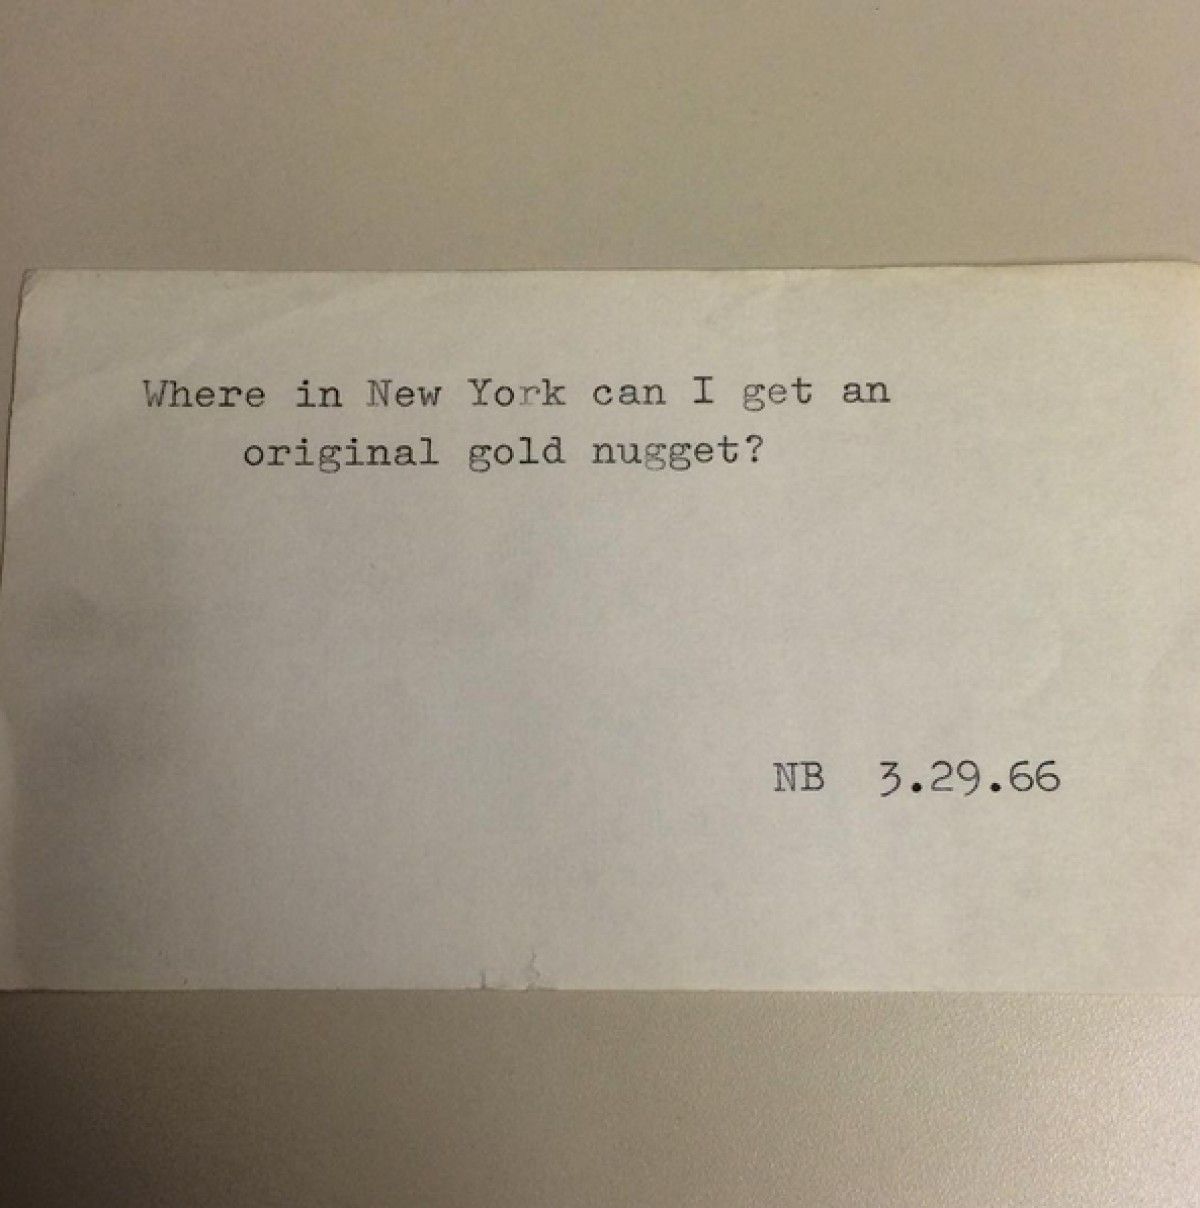 Where in New York can I get an
original gold nugget?
NB 3.29.66